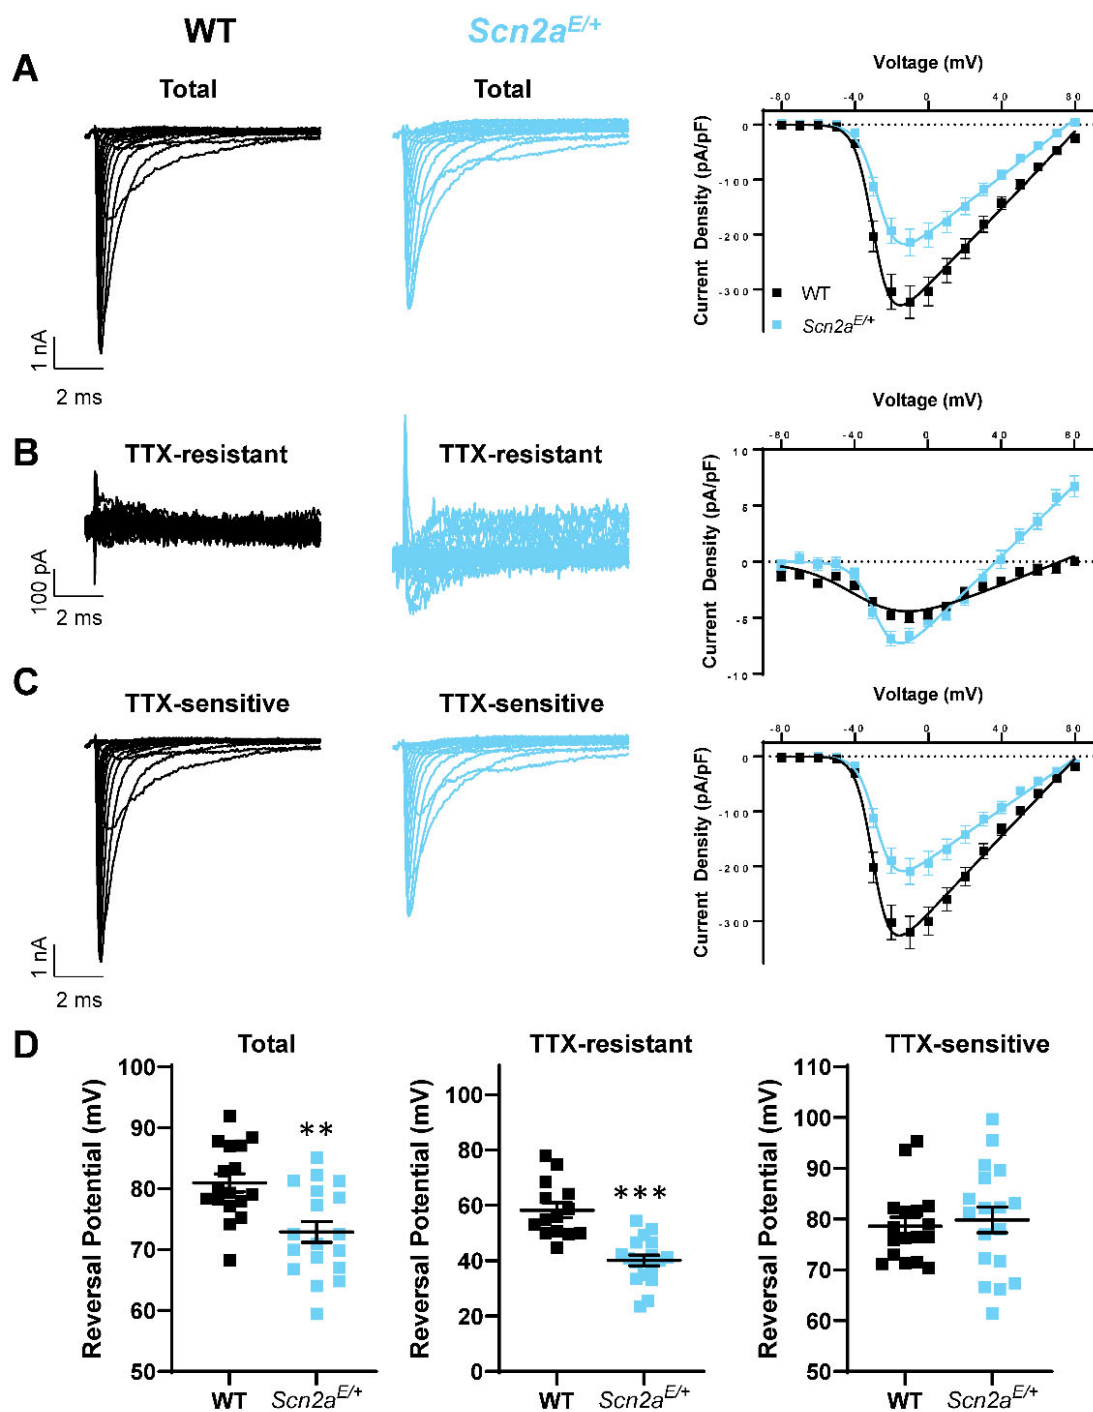 WT Scn2aE/+
A
Total Total
Voltage (mV)
-80 -40 0 40 80
0
-100
-200
-300
Current Density (pA/pF)
WT
Scn2aE/+
1 nA
2 ms
B
TTX-resistant TTX-resistant
Voltage (mV)
-80 -40 0 40 80
10
5
0
-5
-10
Current Density (pA/pF)
100 pA
2 ms
C
TTX-sensitive TTX-sensitive
Voltage (mV)
-80 -40 0 40 80
0
-100
-200
-300
Current Density (pA/pF)
1 nA
2 ms
D
Total
Reversal Potential (mV)
100
90
80
70
60
50
**
WT Scn2aE/+
TTX-resistant
Reversal Potential (mV)
100
80
60
40
20
0
***
WT Scn2aE/+
TTX-sensitive
Reversal Potential (mV)
110
100
90
80
70
60
50
WT Scn2aE/+